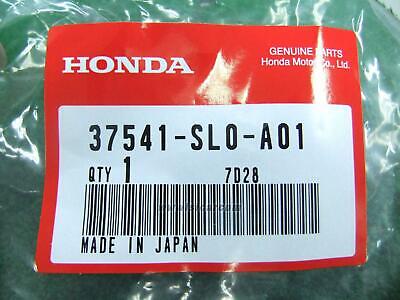 HONDA
GENUINE PARTS
Honda Motor Co., Ltd.
37541-SL0-A01
QTY 1 7D28
MADE IN JAPAN